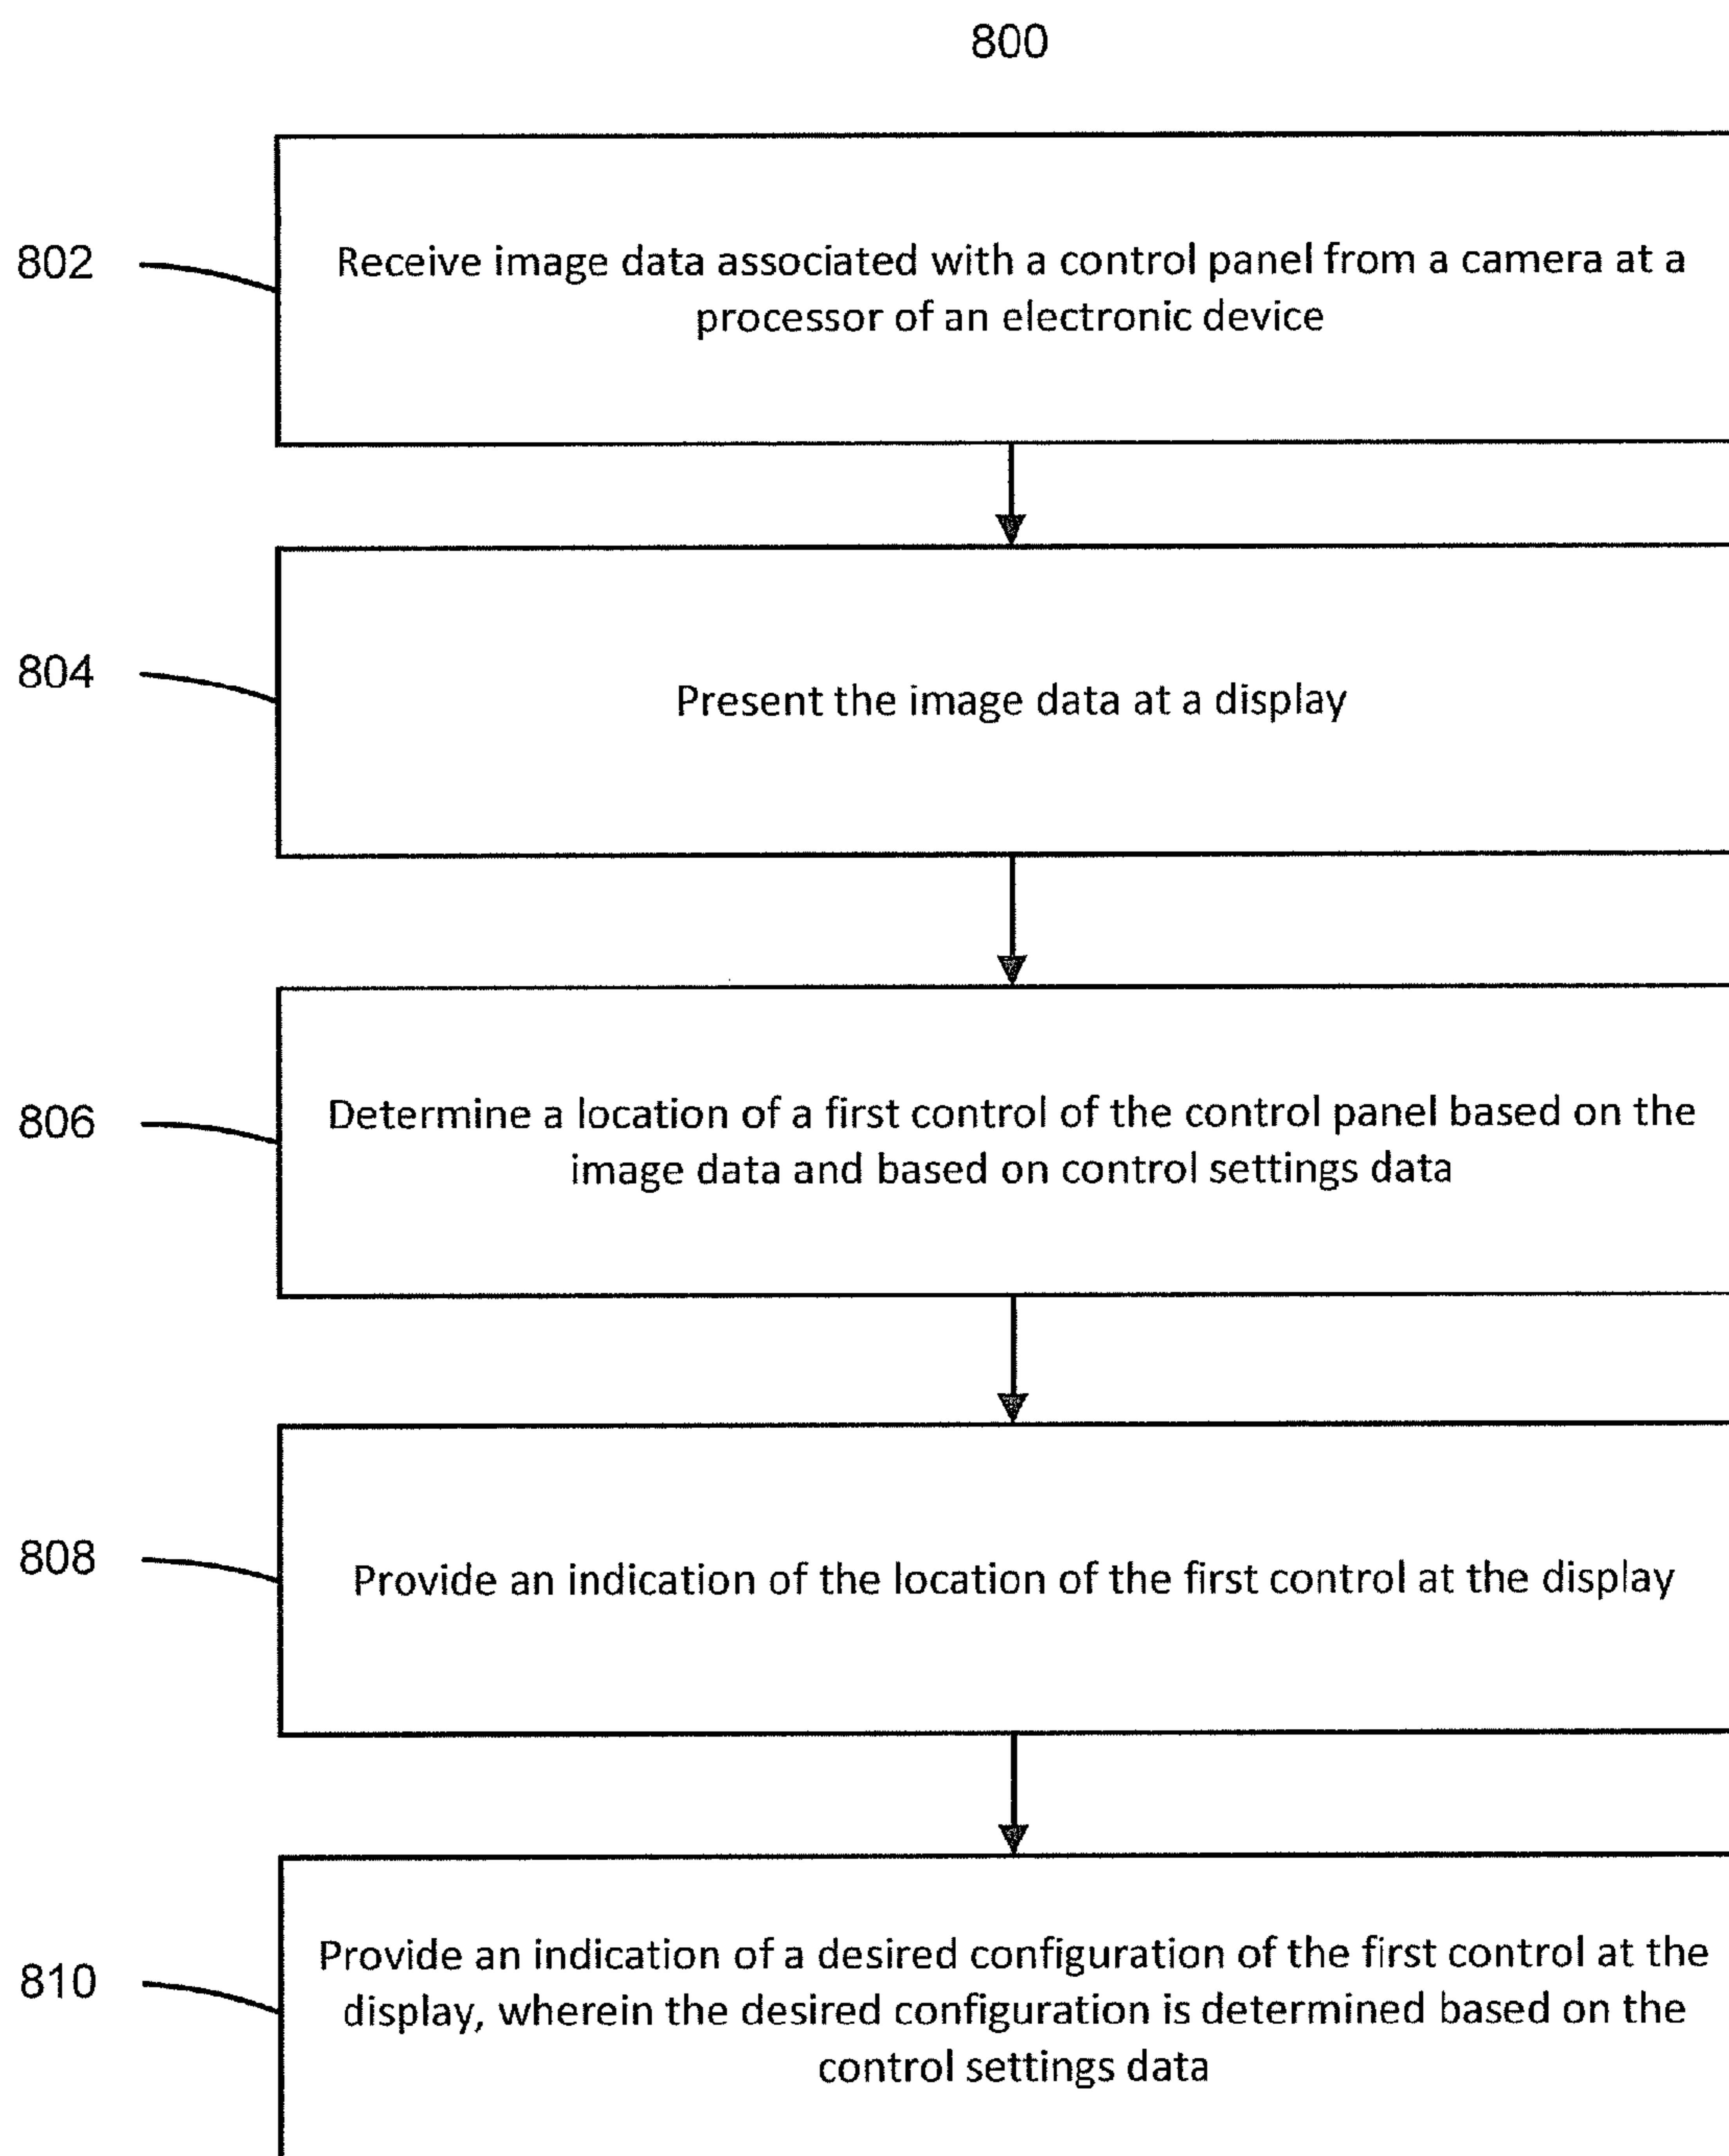 800
802
Receive image data associated with a control panel from a camera at a
processor of an electronic device
804
Present the image data at a display
806
Determine a location of a first control of the control panel based on the
image data and based on control settings data
808
Provide an indication of the location of the first control at the display
810
Provide an indication of a desired configuration of the first control at the
display, wherein the desired configuration is determined based on the
control settings data